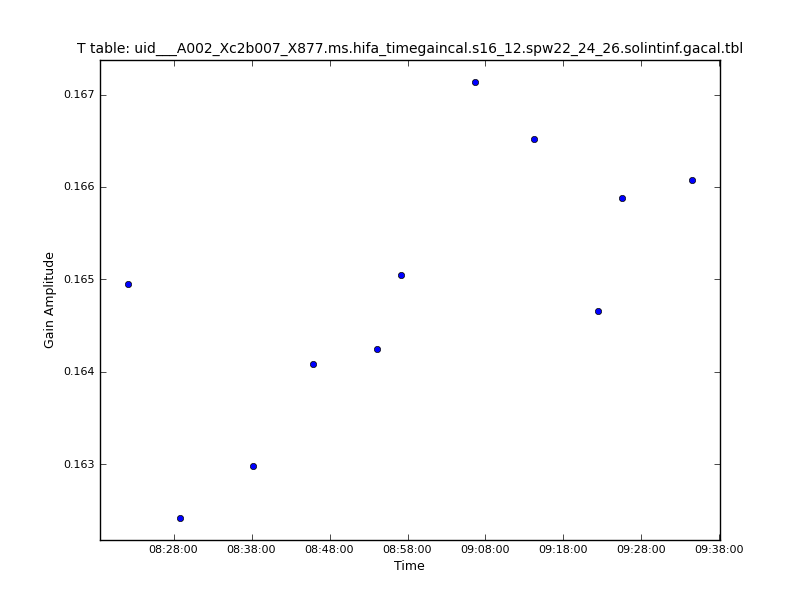 T table: uid___A002_Xc2b007_X877.ms.hifa_timegaincal.s16_12.spw22_24_26.solintinf.gacal.tbl
0.167
0.166
0.165
0.164
0.163
Gain Amplitude
08:28:00 08:38:00 08:48:00 08:58:00 09:08:00 09:18:00 09:28:00 09:38:00
Time